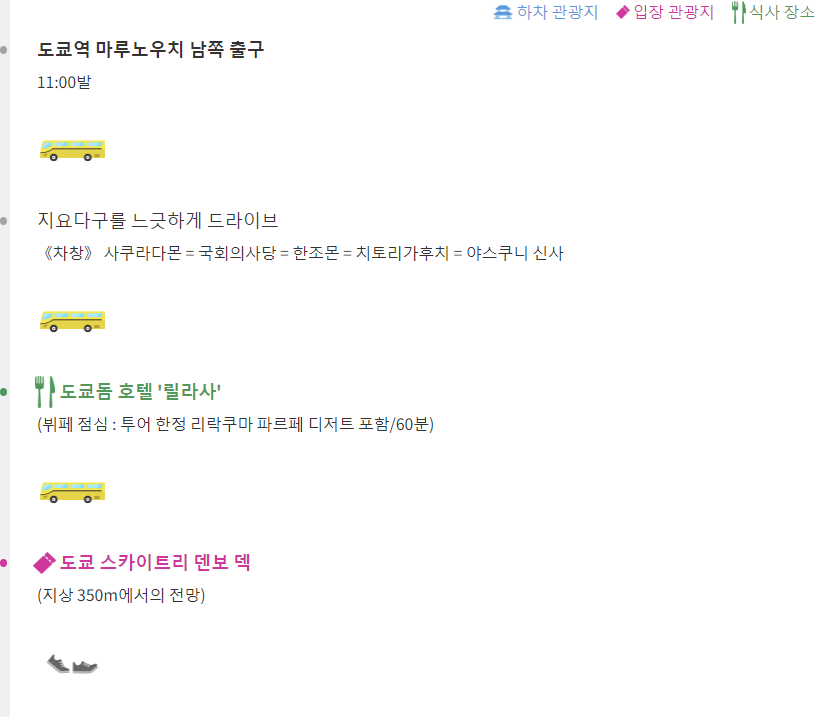 하차 관광지 입장 관광지 식사 장소
도쿄역 마루노우치 남쪽 출구
11:00발
지요다구를 느긋하게 드라이브
《차창》 사쿠라다몬 = 국회의사당 = 한조몬 = 치토리가후치 = 야스쿠니 신사
도쿄돔 호텔 '릴라사'
(뷔페 점심 : 투어 한정 리락쿠마 파르페 디저트 포함/60분)
도쿄 스카이트리 덴보 덱
(지상 350m에서의 전망)